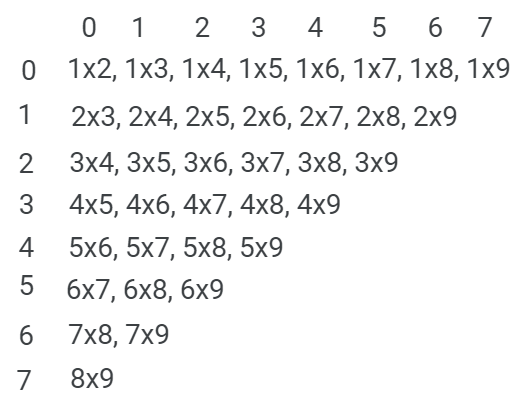 0 1 2 3 4 5 6 7
0 1x2, 1x3, 1x4, 1x5, 1x6, 1x7, 1x8, 1x9
1 2x3, 2x4, 2x5, 2x6, 2x7, 2x8, 2x9
2 3x4, 3x5, 3x6, 3x7, 3x8, 3x9
3 4x5, 4x6, 4x7, 4x8, 4x9
4 5x6, 5x7, 5x8, 5x9
5 6x7, 6x8, 6x9
6 7x8, 7x9
7 8x9